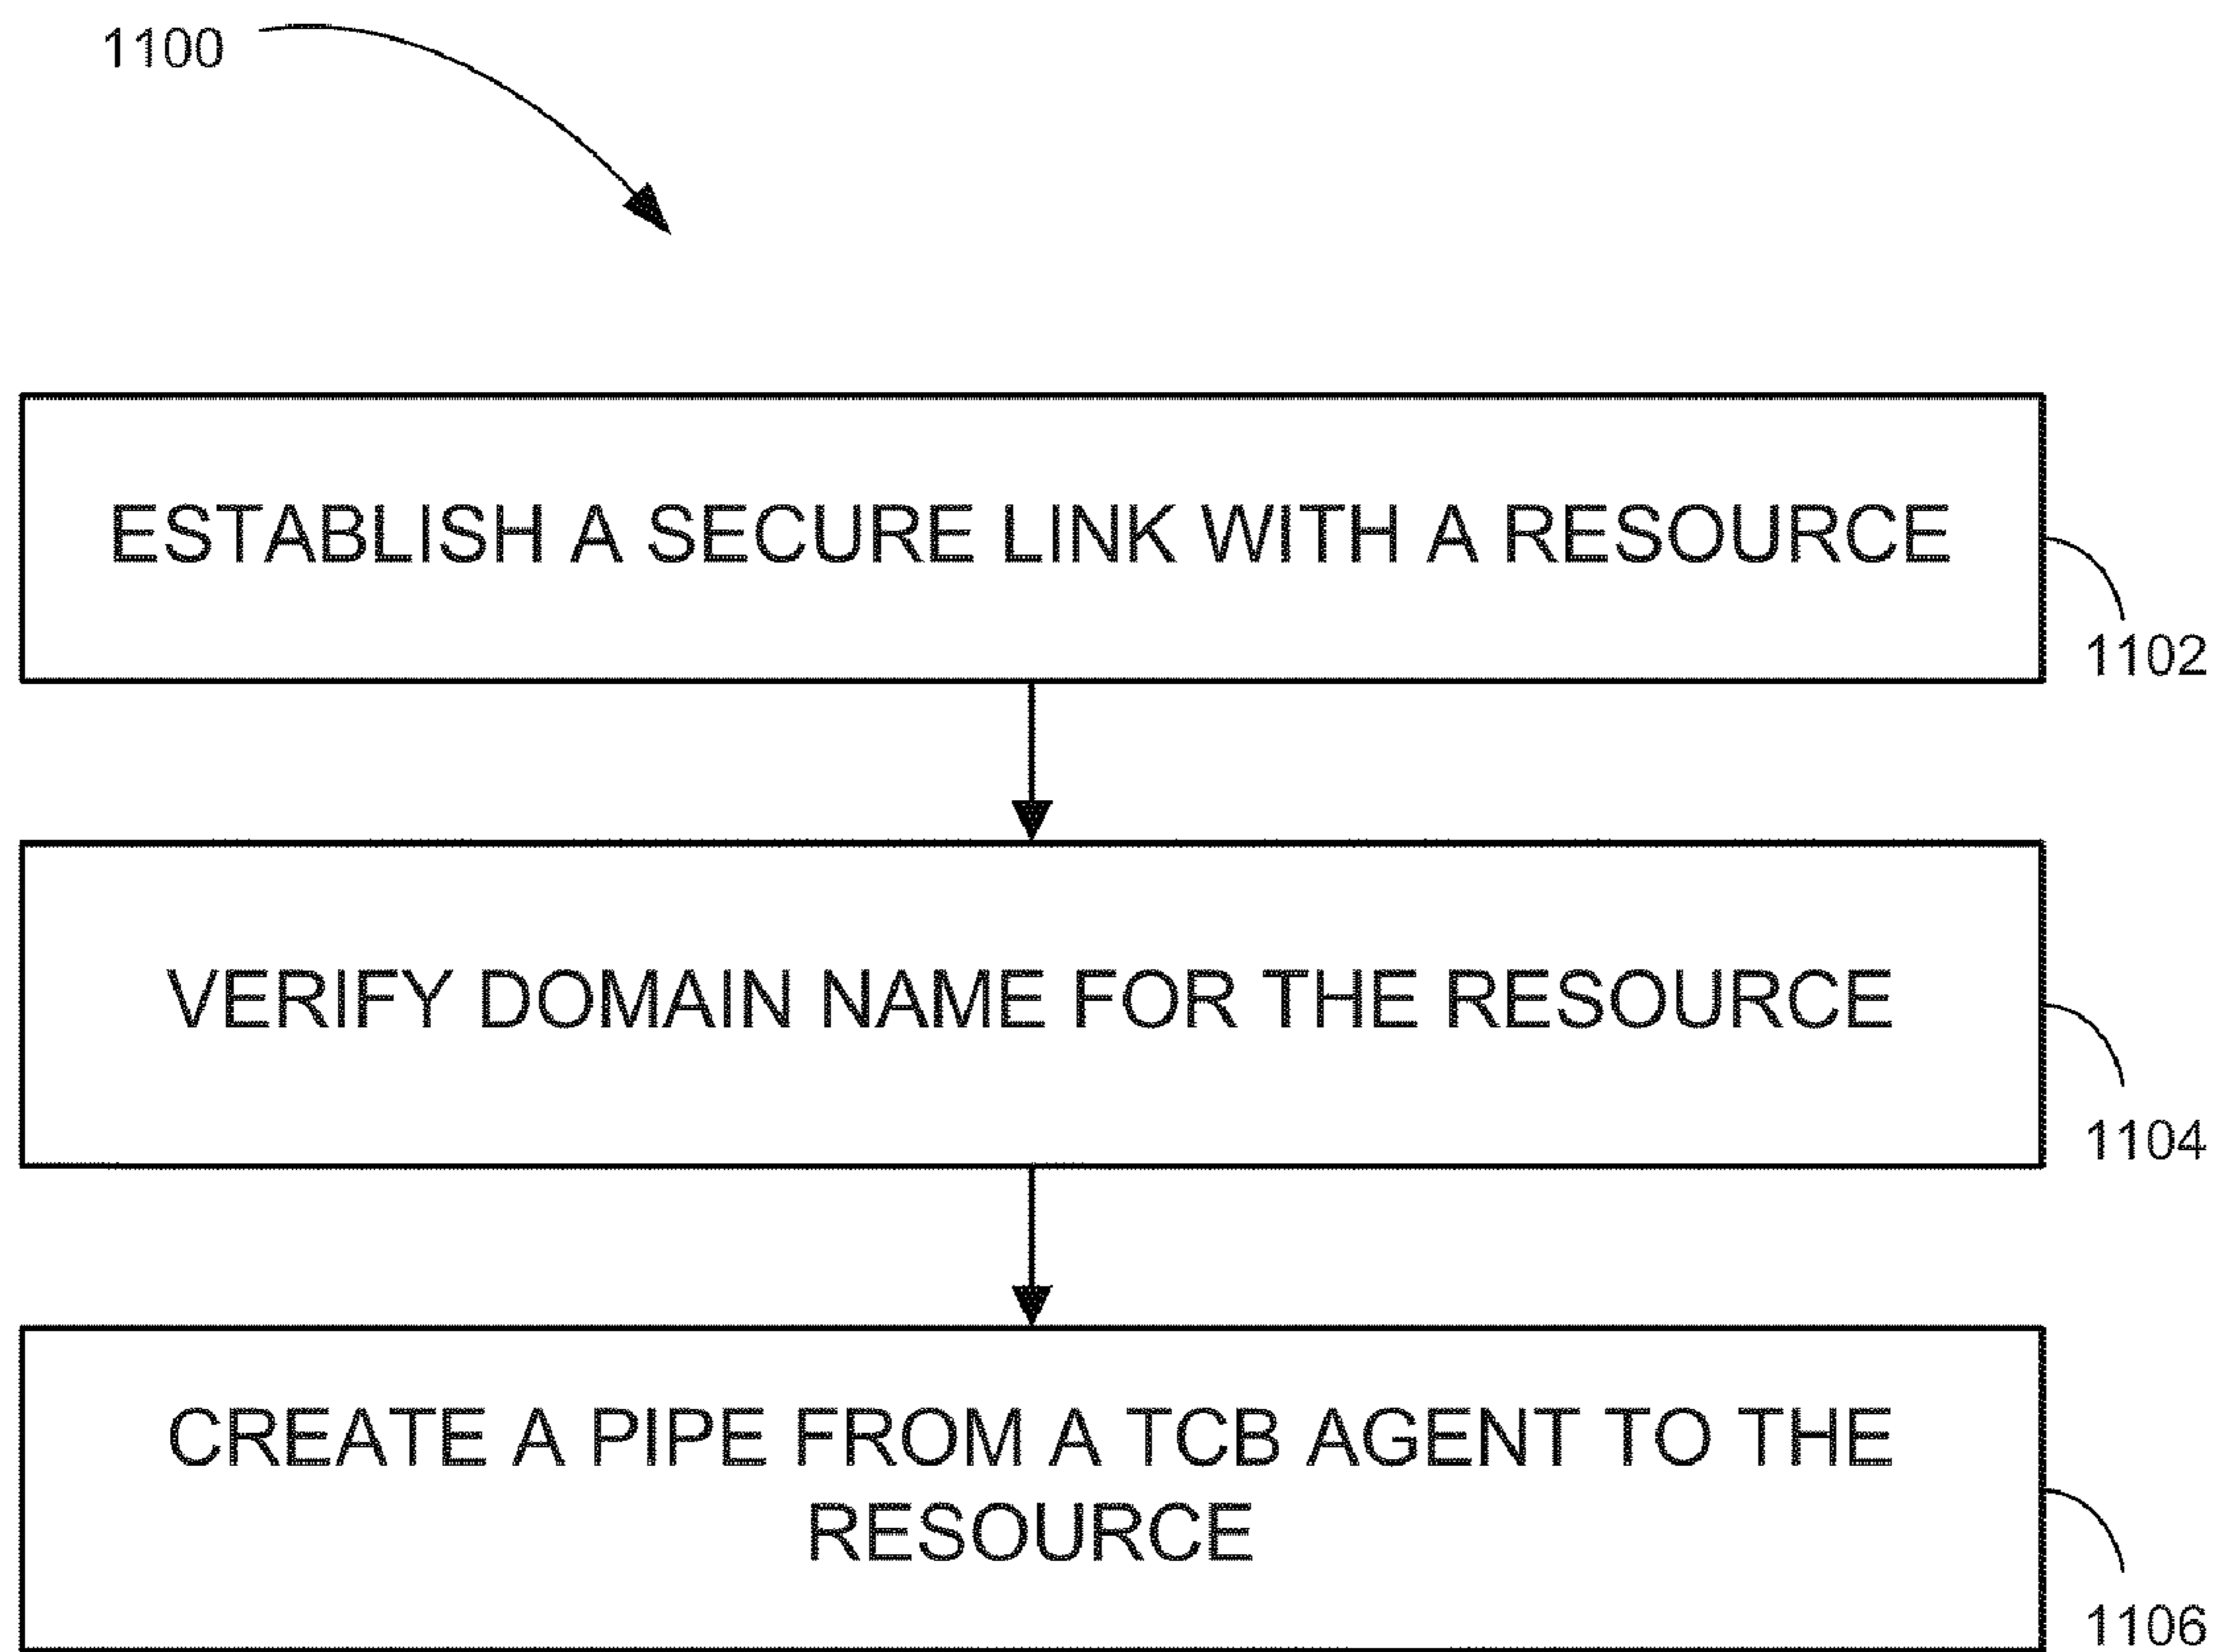 1100
ESTABLISH A SECURE LINK WITH A RESOURCE
1102
VERIFY DOMAIN NAME FOR THE RESOURCE
1104
CREATE A PIPE FROM A TCB AGENT TO THE
RESOURCE
1106